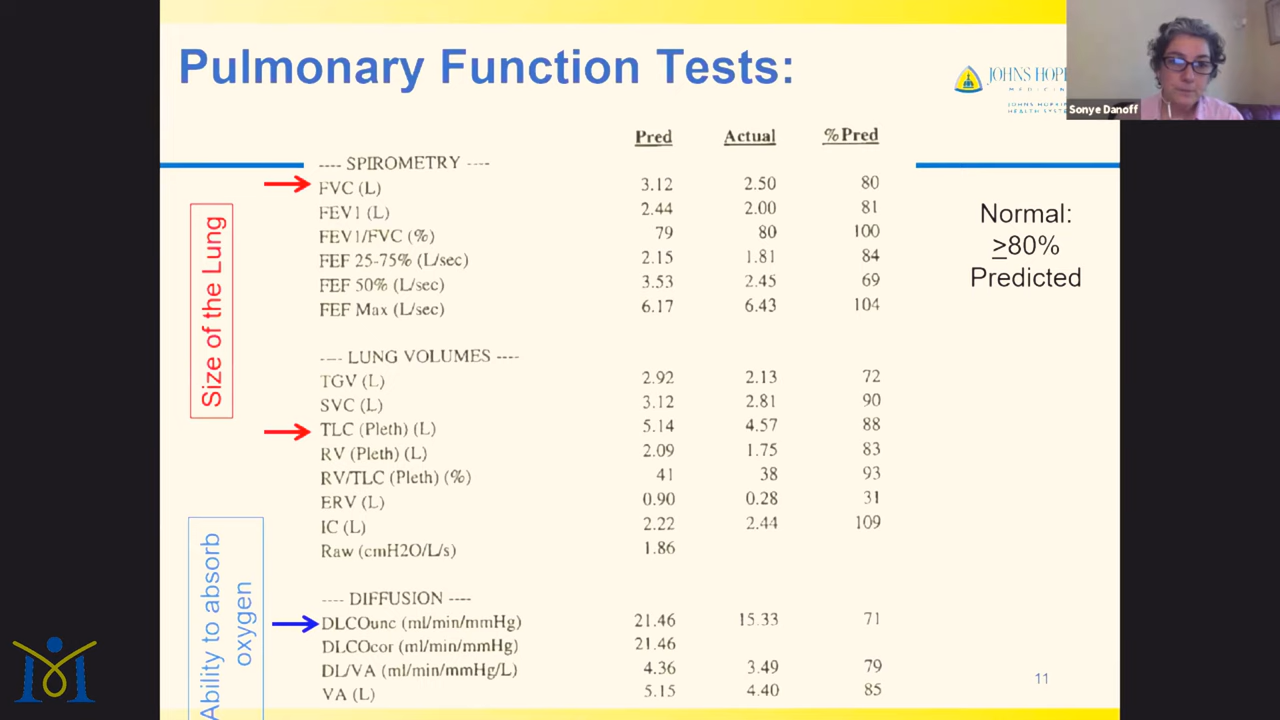 Pulmonary Function Tests:
JOHNS HOP
MEDICIN
JOHNS HOPKI
HEALTH SYST
Sonye Danoff
Pred Actual %Pred
---- SPIROMETRY ----
FVC (L) 3.12 2.50 80
FEV1 (L) 2.44 2.00 81
FEV1/FVC (%) 79 80 100
FEF 25-75% (L/sec) 2.15 1.81 84
FEF 50% (L/sec) 3.53 2.45 69
FEF Max (L/sec) 6.17 6.43 104
---- LUNG VOLUMES ----
TGV (L) 2.92 2.13 72
SVC (L) 3.12 2.81 90
TLC (Pleth) (L) 5.14 4.57 88
RV (Pleth) (L) 2.09 1.75 83
RV/TLC (Pleth) (%) 41 38 93
ERV (L) 0.90 0.28 31
IC (L) 2.22 2.44 109
Raw (cmH2O/L/s) 1.86
---- DIFFUSION ----
DLCOunc (ml/min/mmHg) 21.46 15.33 71
DLCOcor (ml/min/mmHg) 21.46
DL/VA (ml/min/mmHg/L) 4.36 3.49 79
VA (L) 5.15 4.40 85
Size of the Lung
Ability to absorb
oxygen
Normal:
≥80%
Predicted
11